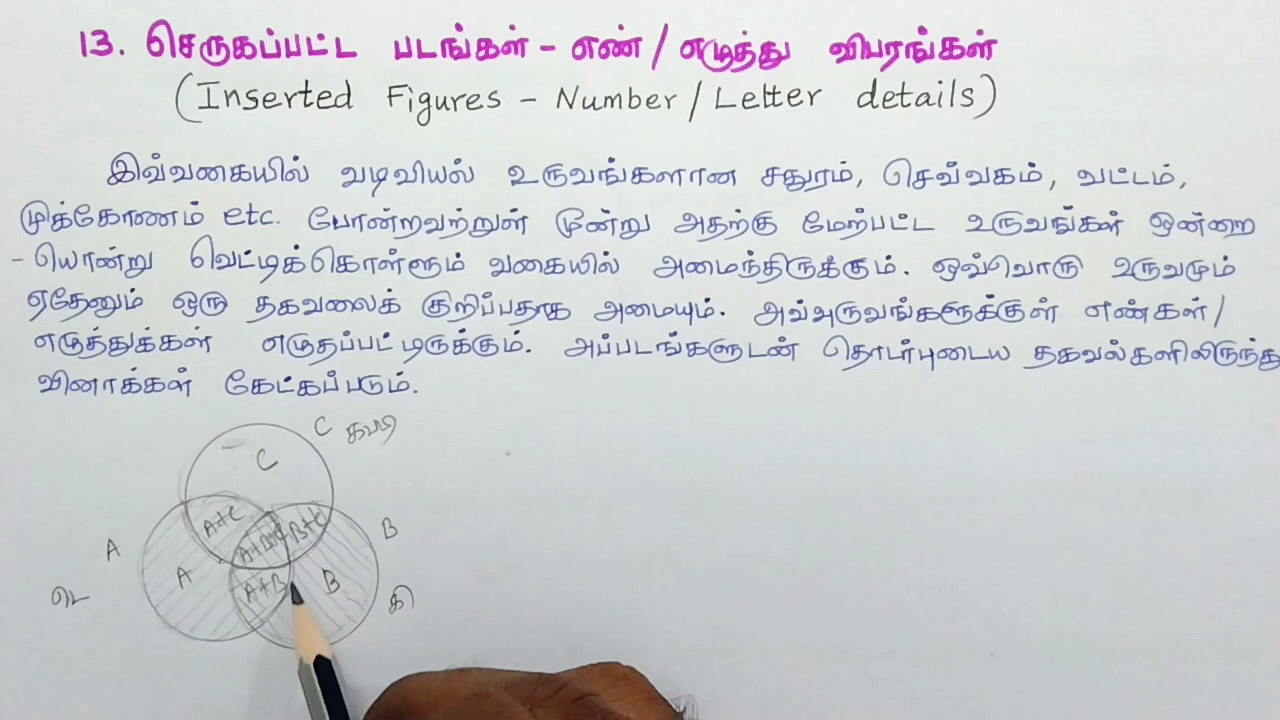 13. செருகப்பட்ட படங்கள் - எண் / எழுத்து விபரங்கள்
(Inserted Figures - Number / Letter details)
இவ்வகையில் வடிவியல் உருவங்களான சதுரம், செவ்வகம், வட்டம்,
முக்கோணம் etc. போன்றவற்றுள் மூன்று அதற்கு மேற்பட்ட உருவங்கள் ஒன்றை
- யொன்று வெட்டிக்கொள்ளும் வகையில் அமைந்திருக்கும். ஒவ்வொரு உருவமும்
ஏதேனும் ஒரு தகவலைக் குறிப்பதாக அமையும். அவ்வுருவங்களுக்குள் எண்கள் /
எழுத்துக்கள் எழுதப்பட்டிருக்கும். அப்படங்களுடன் தொடர்புடைய தகவல்களிலிருந்து
வினாக்கள் கேட்கப்படும்.
C கபடி
C
A+C
B+C
A+B+C
B
A
A
A+B
B
டெ
கி